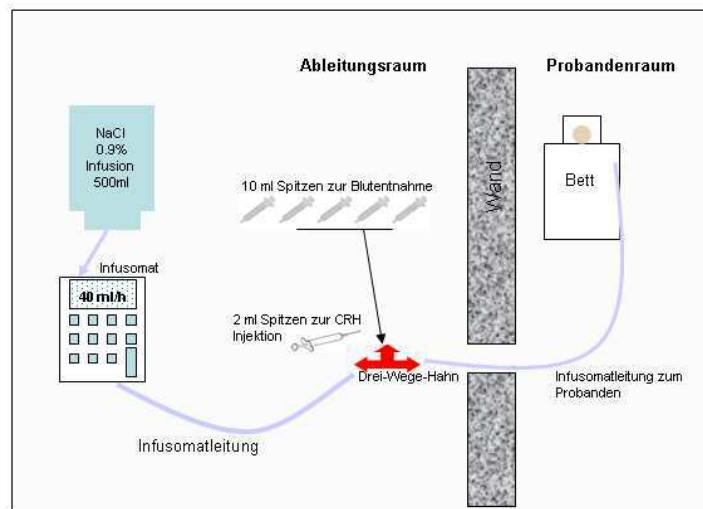 Ableitungsraum
Probandenraum
NaCl
0.9%
Infusion
500ml
10 ml Spitzen zur Blutentnahme
Wand
Bett
Infusomat
40 ml/h
2 ml Spitzen zur CRH
Injektion
Drei-Wege-Hahn
Infusomatleitung zum
Probanden
Infusomatleitung